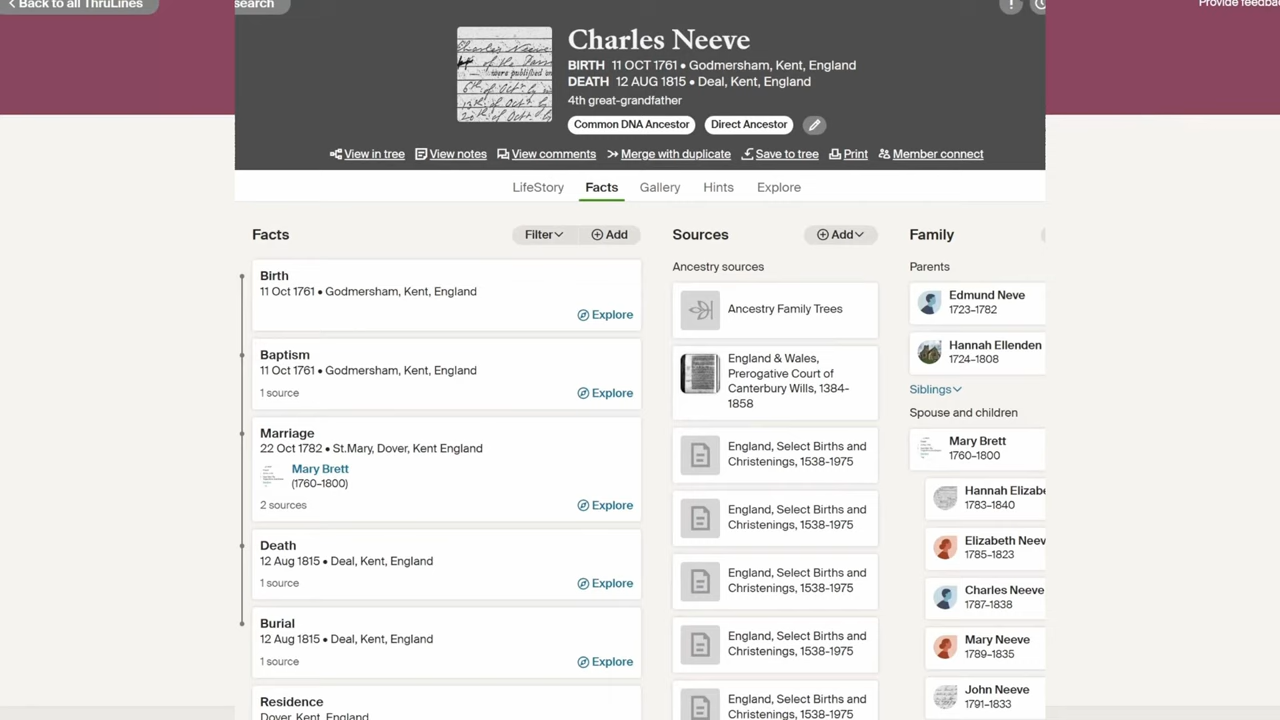 Back to all ThruLines
search
Provide feedba
Charles Neeve
BIRTH 11 OCT 1761 • Godmersham, Kent, England
DEATH 12 AUG 1815 • Deal, Kent, England
4th great-grandfather
Common DNA Ancestor
Direct Ancestor
View in tree
View notes
View comments
Merge with duplicate
Save to tree
Print
Member connect
LifeStory
Facts
Gallery
Hints
Explore
Facts
Filter
Add
Birth
11 Oct 1761 • Godmersham, Kent, England
Explore
Baptism
11 Oct 1761 • Godmersham, Kent, England
1 source
Explore
Marriage
22 Oct 1782 • St.Mary, Dover, Kent England
Mary Brett
(1760–1800)
2 sources
Explore
Death
12 Aug 1815 • Deal, Kent, England
1 source
Explore
Burial
12 Aug 1815 • Deal, Kent, England
1 source
Explore
Residence
Dover, Kent, England
Sources
Add
Ancestry sources
Ancestry Family Trees
England & Wales,
Prerogative Court of
Canterbury Wills, 1384-
1858
England, Select Births and
Christenings, 1538-1975
England, Select Births and
Christenings, 1538-1975
England, Select Births and
Christenings, 1538-1975
England, Select Births and
Christenings, 1538-1975
England, Select Births and
Christenings, 1538-1975
Family
Parents
Edmund Neve
1723–1782
Hannah Ellenden
1724–1808
Siblings
Spouse and children
Mary Brett
1760–1800
Hannah Elizabe
1783–1840
Elizabeth Neev
1785–1823
Charles Neeve
1787–1838
Mary Neeve
1789–1835
John Neeve
1791–1833